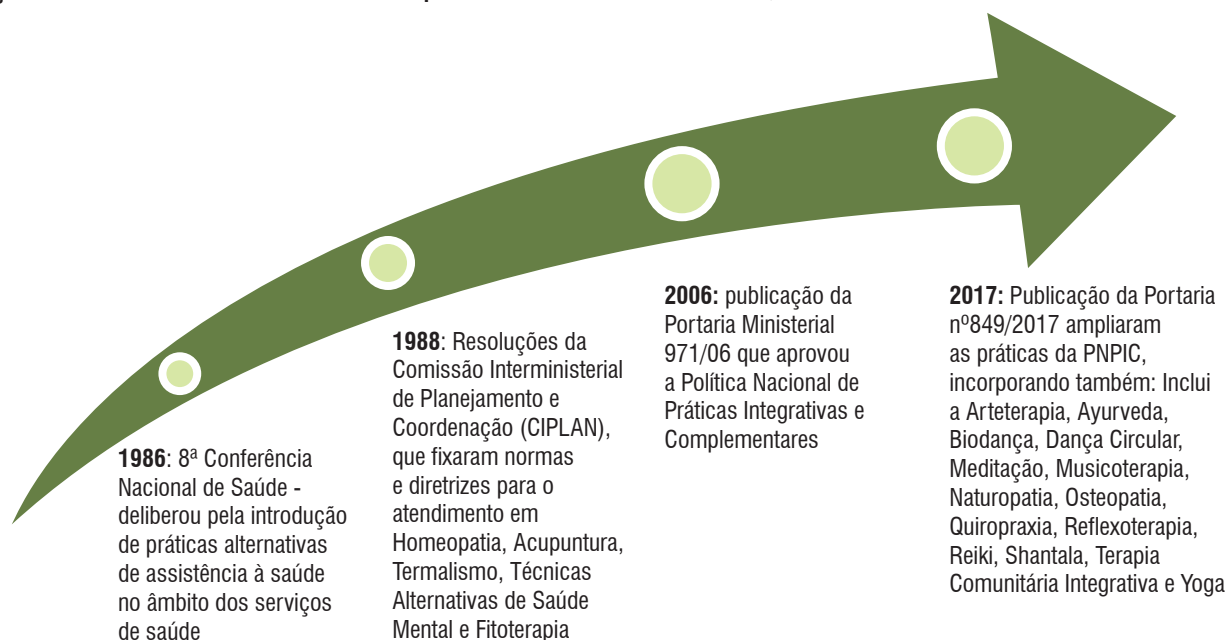 1986: 8ª Conferência
Nacional de Saúde -
deliberou pela introdução
de práticas alternativas
de assistência à saúde
no âmbito dos serviços
de saúde
1988: Resoluções da
Comissão Interministerial
de Planejamento e
Coordenação (CIPLAN),
que fixaram normas
e diretrizes para o
atendimento em
Homeopatia, Acupuntura,
Termalismo, Técnicas
Alternativas de Saúde
Mental e Fitoterapia
2006: publicação da
Portaria Ministerial
971/06 que aprovou
a Política Nacional de
Práticas Integrativas e
Complementares
2017: Publicação da Portaria
nº849/2017 ampliaram
as práticas da PNPIC,
incorporando também: Inclui
a Arteterapia, Ayurveda,
Biodança, Dança Circular,
Meditação, Musicoterapia,
Naturopatia, Osteopatia,
Quiropraxia, Reflexoterapia,
Reiki, Shantala, Terapia
Comunitária Integrativa e Yoga